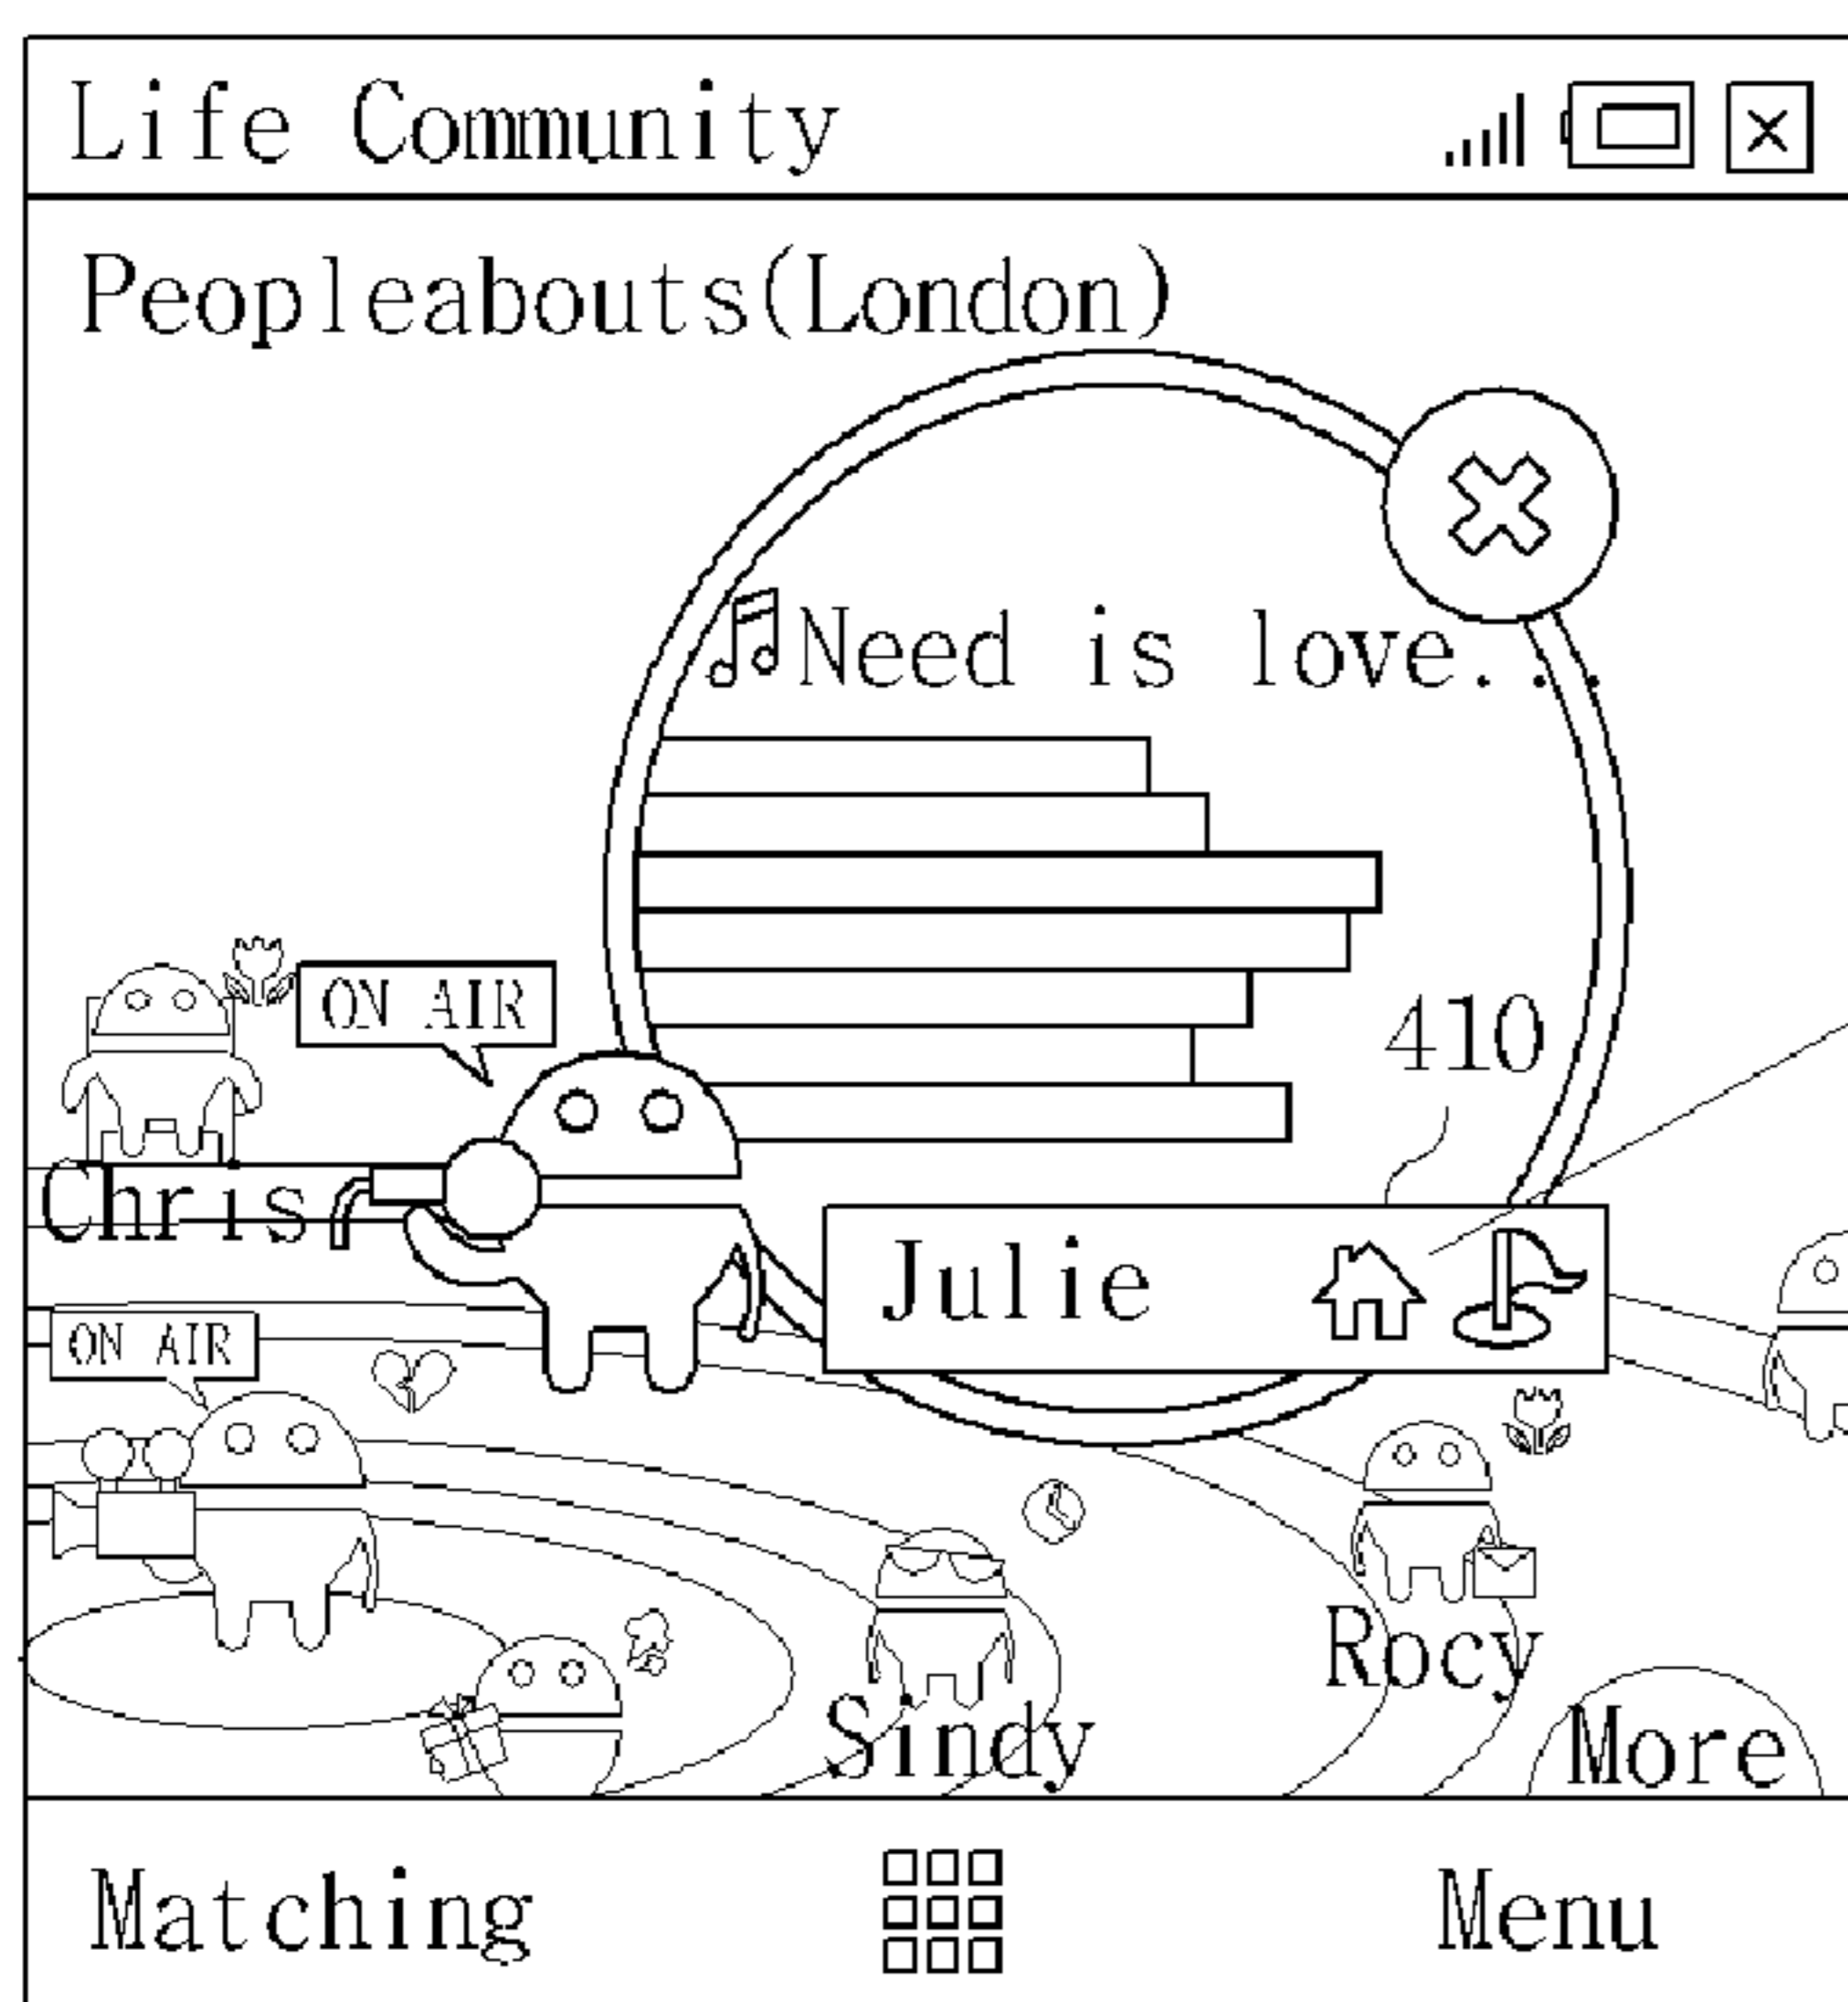 Life Community
Peopleabouts(London)
Need is love...
ON AIR
410
Chris
Julie
ON AIR
Rocy
Sindy
More
Matching
Menu